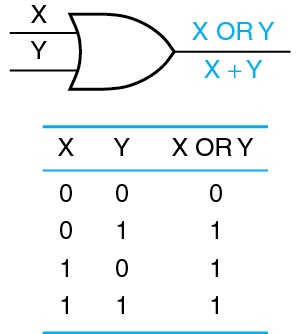 X
Y
X OR Y
X + Y
X Y X OR Y
0 0 0
0 1 1
1 0 1
1 1 1